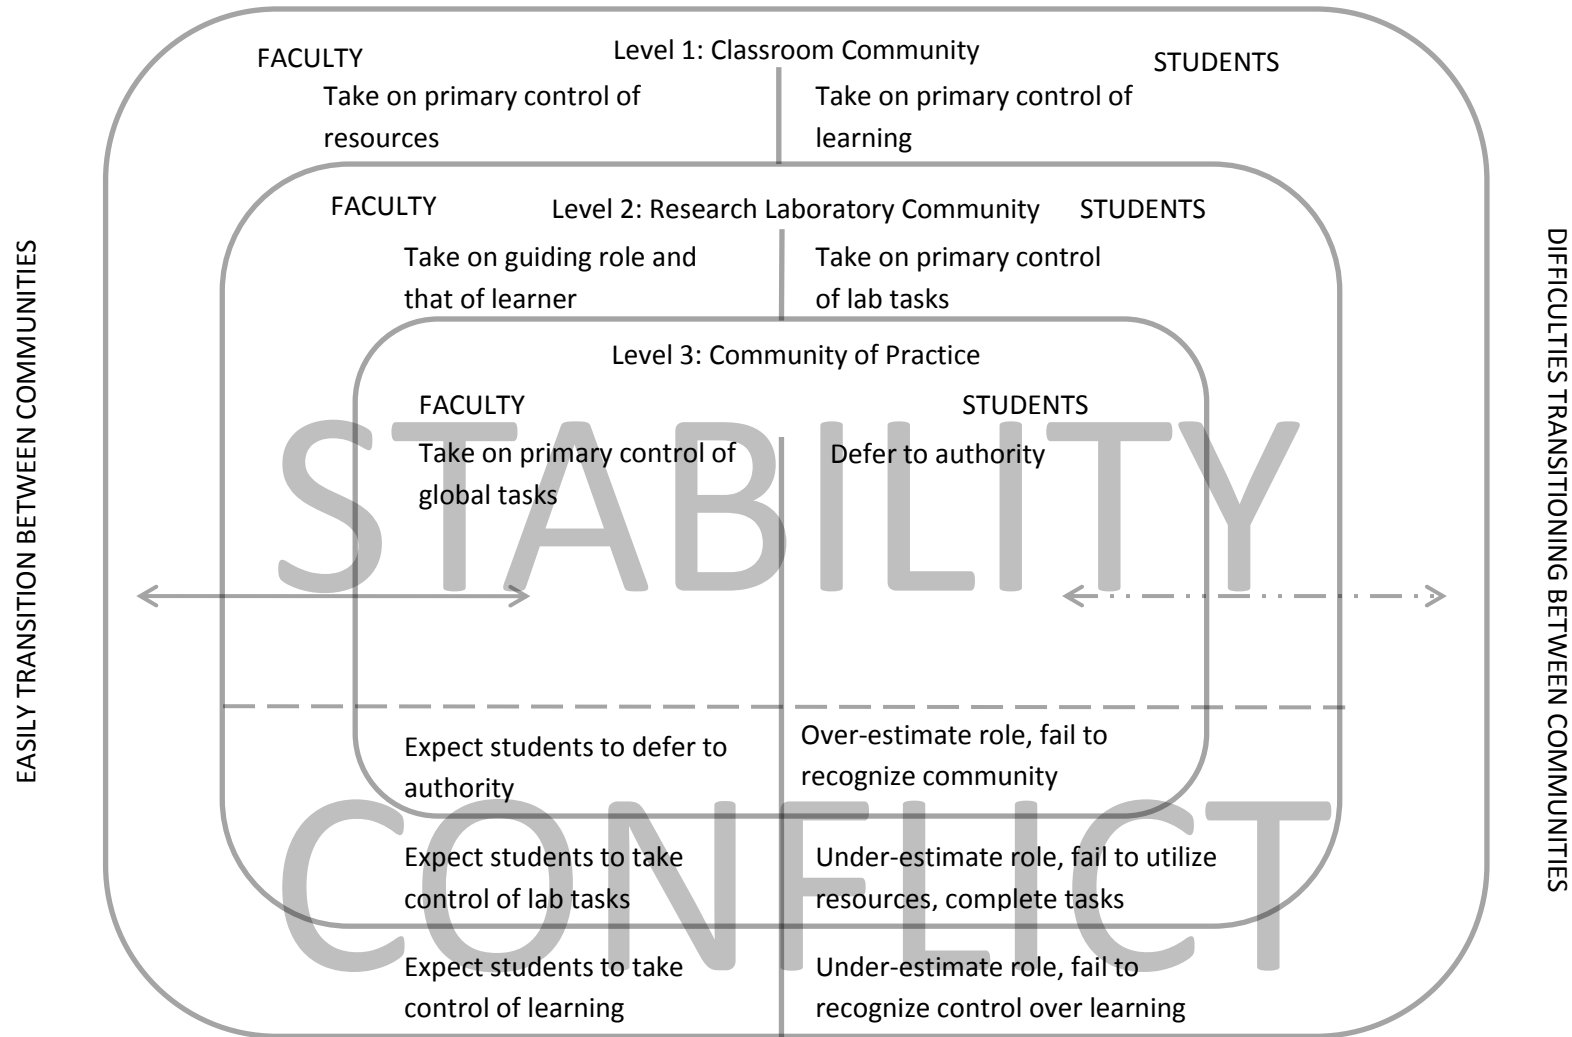 Level 1: Classroom Community
FACULTY
STUDENTS
Take on primary control of
resources
Take on primary control of
learning
Level 2: Research Laboratory Community
FACULTY
STUDENTS
Take on guiding role and
that of learner
Take on primary control
of lab tasks
Level 3: Community of Practice
FACULTY
STUDENTS
Take on primary control of
global tasks
Defer to authority
STABILITY
EASILY TRANSITION BETWEEN COMMUNITIES
DIFFICULTIES TRANSITIONING BETWEEN COMMUNITIES
Expect students to defer to
authority
Over-estimate role, fail to
recognize community
CONFLICT
Expect students to take
control of lab tasks
Under-estimate role, fail to utilize
resources, complete tasks
Expect students to take
control of learning
Under-estimate role, fail to
recognize control over learning